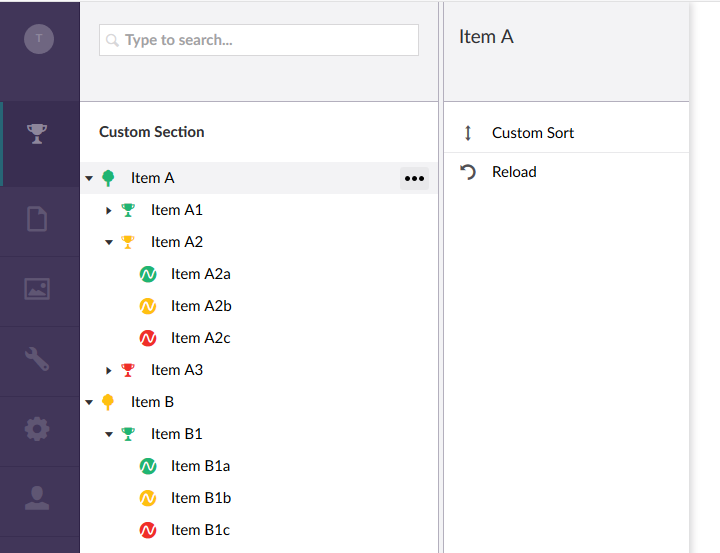 T
Type to search...
Item A
Custom Section
Custom Sort
Reload
Item A
Item A1
Item A2
Item A2a
Item A2b
Item A2c
Item A3
Item B
Item B1
Item B1a
Item B1b
Item B1c